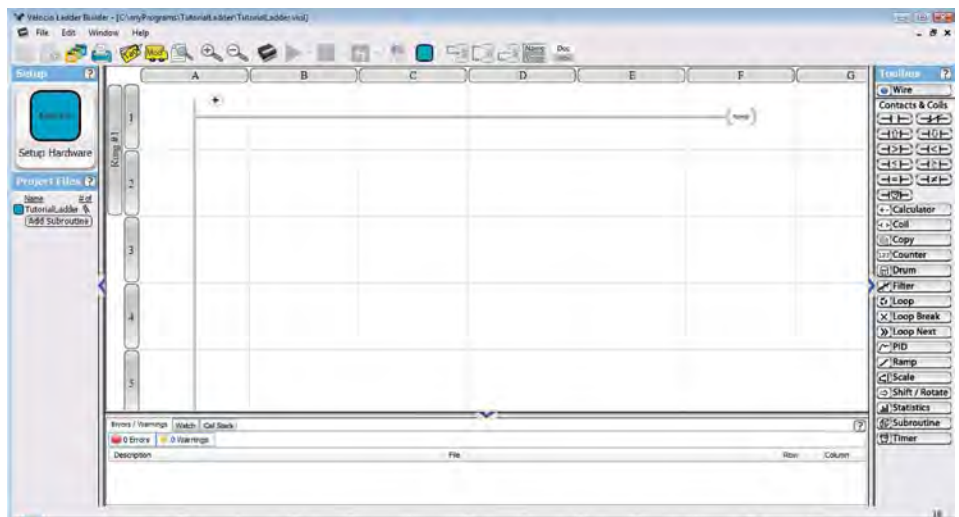 Velocio Ladder Builder - [C:\myPrograms\TutorialLadder\TutorialLadder.viol]
File Edit Window Help
Name
Doc
Setup ?
Setup Hardware
Project Files ?
Name # of
TutorialLadder
Add Subroutine
A B C D E F G
Rung #1
1
2
3
4
5
Toolbox ?
Wire
Contacts & Coils
Calculator
Coil
Copy
Counter
Drum
Filter
Loop
Loop Break
Loop Next
PID
Ramp
Scale
Shift / Rotate
Statistics
Subroutine
Timer
Errors / Warnings Watch Call Stack ?
0 Errors 0 Warnings
Description File Row Column